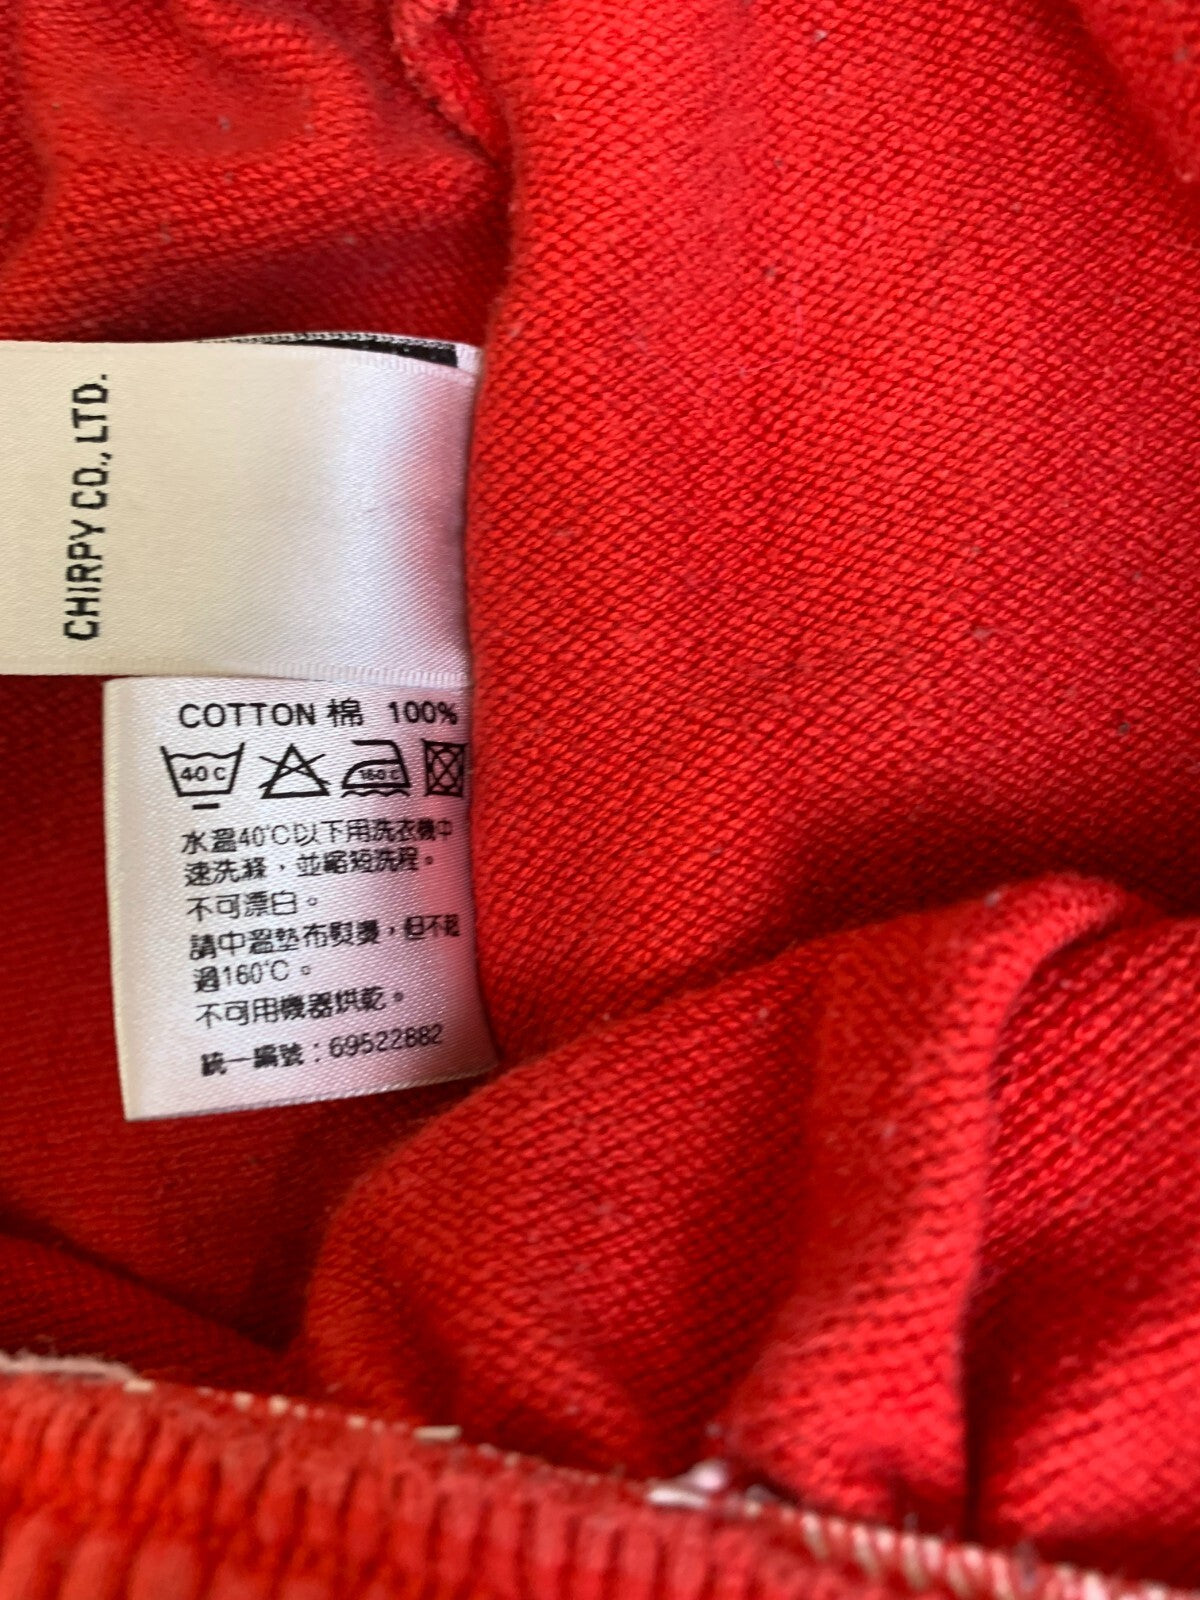 CHIRPY CO., LTD.
COTTON 棉 100%
40 C
160 C
水溫40℃以下用洗衣機中
速洗滌,並縮短洗程。
不可漂白。
請中溫墊布熨燙,但不超
過160℃。
不可用機器烘乾。
統一編號:69522882